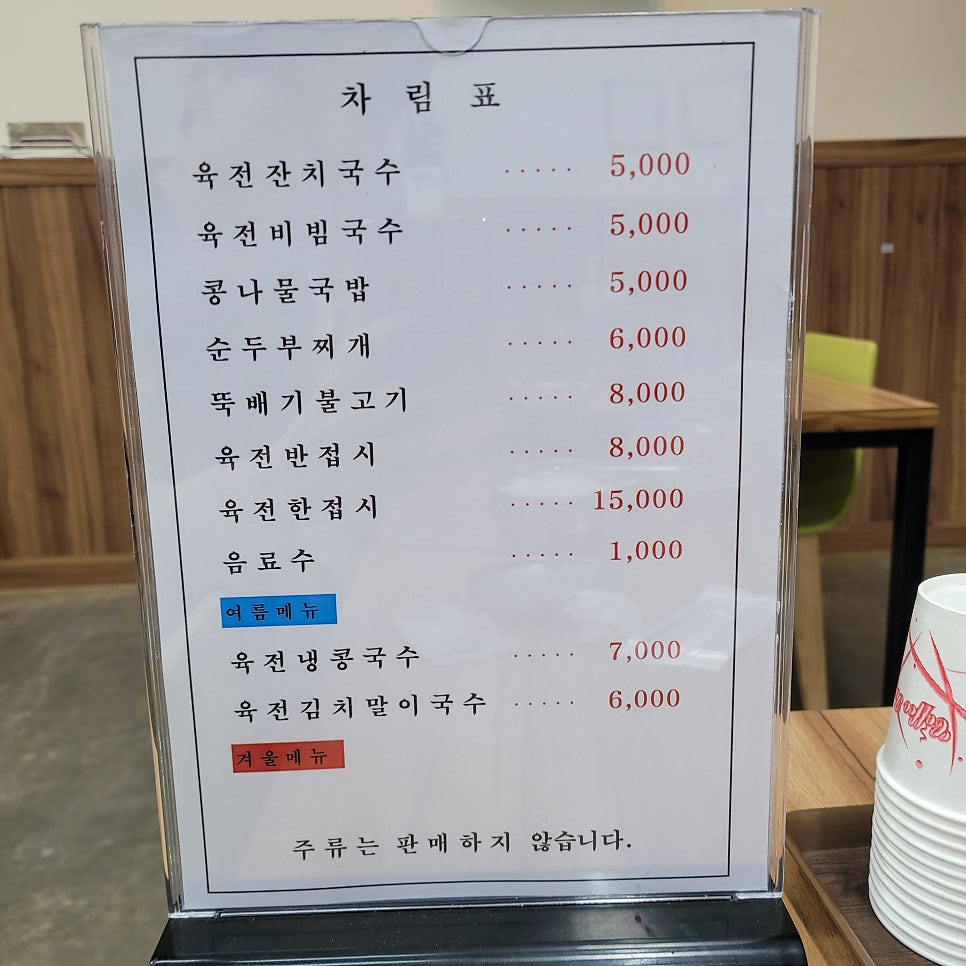 차 림 표
육전잔치국수 ..... 5,000
육전비빔국수 ..... 5,000
콩나물국밥 ..... 5,000
순두부찌개 ..... 6,000
뚝배기불고기 ..... 8,000
육전반접시 ..... 8,000
육전한접시 ..... 15,000
음료수 ..... 1,000
여름메뉴
육전냉콩국수 ..... 7,000
육전김치말이국수 ..... 6,000
겨울메뉴
주류는 판매하지 않습니다.